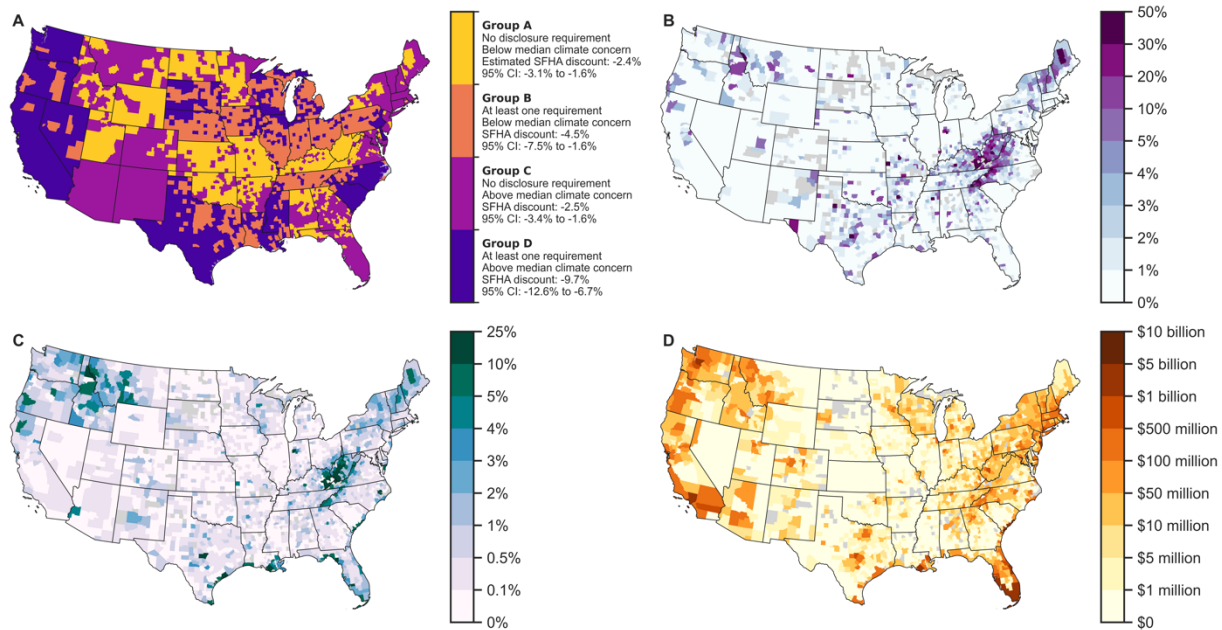 A
Group A
No disclosure requirement
Below median climate concern
Estimated SFHA discount: -2.4%
95% CI: -3.1% to -1.6%
Group B
At least one requirement
Below median climate concern
SFHA discount: -4.5%
95% CI: -7.5% to -1.6%
Group C
No disclosure requirement
Above median climate concern
SFHA discount: -2.5%
95% CI: -3.4% to -1.6%
Group D
At least one requirement
Above median climate concern
SFHA discount: -9.7%
95% CI: -12.6% to -6.7%
B
50%
30%
20%
10%
5%
4%
3%
2%
1%
0%
C
25%
10%
5%
4%
3%
2%
1%
0.5%
0.1%
0%
D
$10 billion
$5 billion
$1 billion
$500 million
$100 million
$50 million
$10 million
$5 million
$1 million
$0